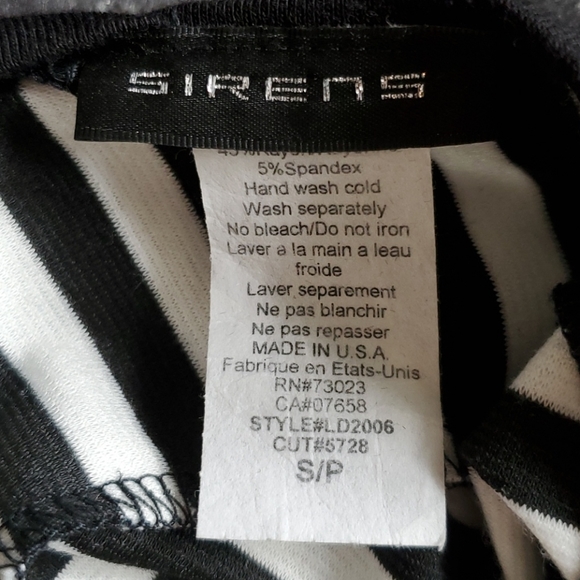 SIRENS
5%Spandex
Hand wash cold
Wash separately
No bleach/Do not iron
Laver a la main a leau
froide
Laver separement
Ne pas blanchir
Ne pas repasser
MADE IN U.S.A.
Fabrique en Etats-Unis
RN#73023
CA#07658
STYLE#LD2006
CUT#5728
S/P